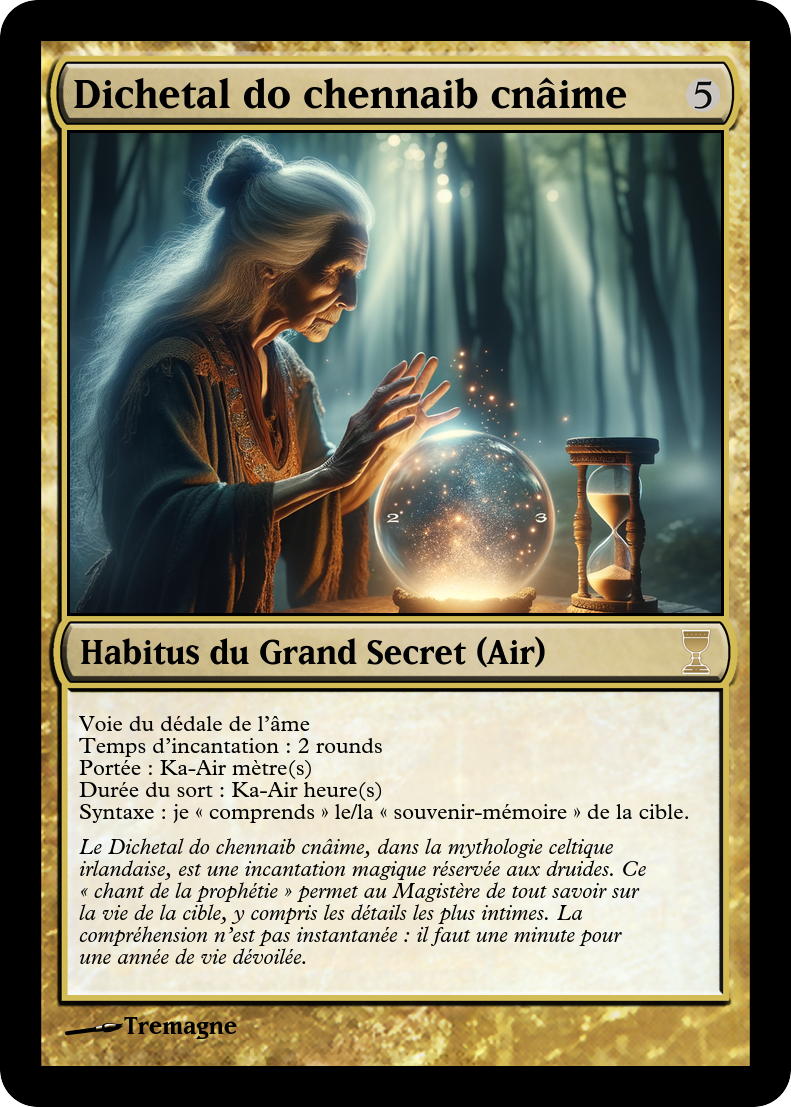 Dichetal do chennaib cnâime 5
2 3
Habitus du Grand Secret (Air)
Voie du dédale de l'âme
Temps d'incantation : 2 rounds
Portée : Ka-Air mètre(s)
Durée du sort : Ka-Air heure(s)
Syntaxe : je « comprends » le/la « souvenir-mémoire » de la cible.
Le Dichetal do chennaib cnâime, dans la mythologie celtique
irlandaise, est une incantation magique réservée aux druides. Ce
« chant de la prophétie » permet au Magistère de tout savoir sur
la vie de la cible, y compris les détails les plus intimes. La
compréhension n'est pas instantanée : il faut une minute pour
une année de vie dévoilée.
Tremagne